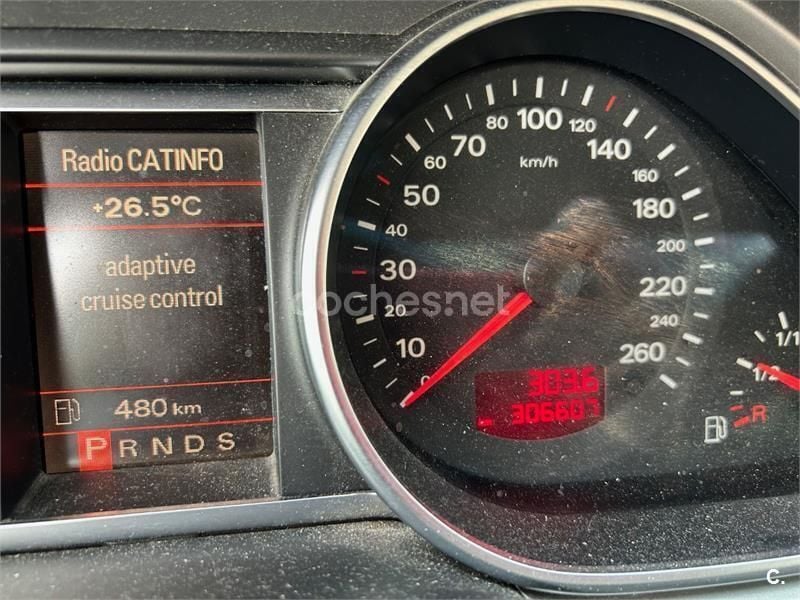 Radio CATINFO
+26.5°C
adaptive
cruise control
480 km
P R N D S
0
10
20
30
40
50
60
70
80
100
120
140
160
180
200
220
240
260
km/h
303.6
306607
1/1
1/2
R
coches.net
C.